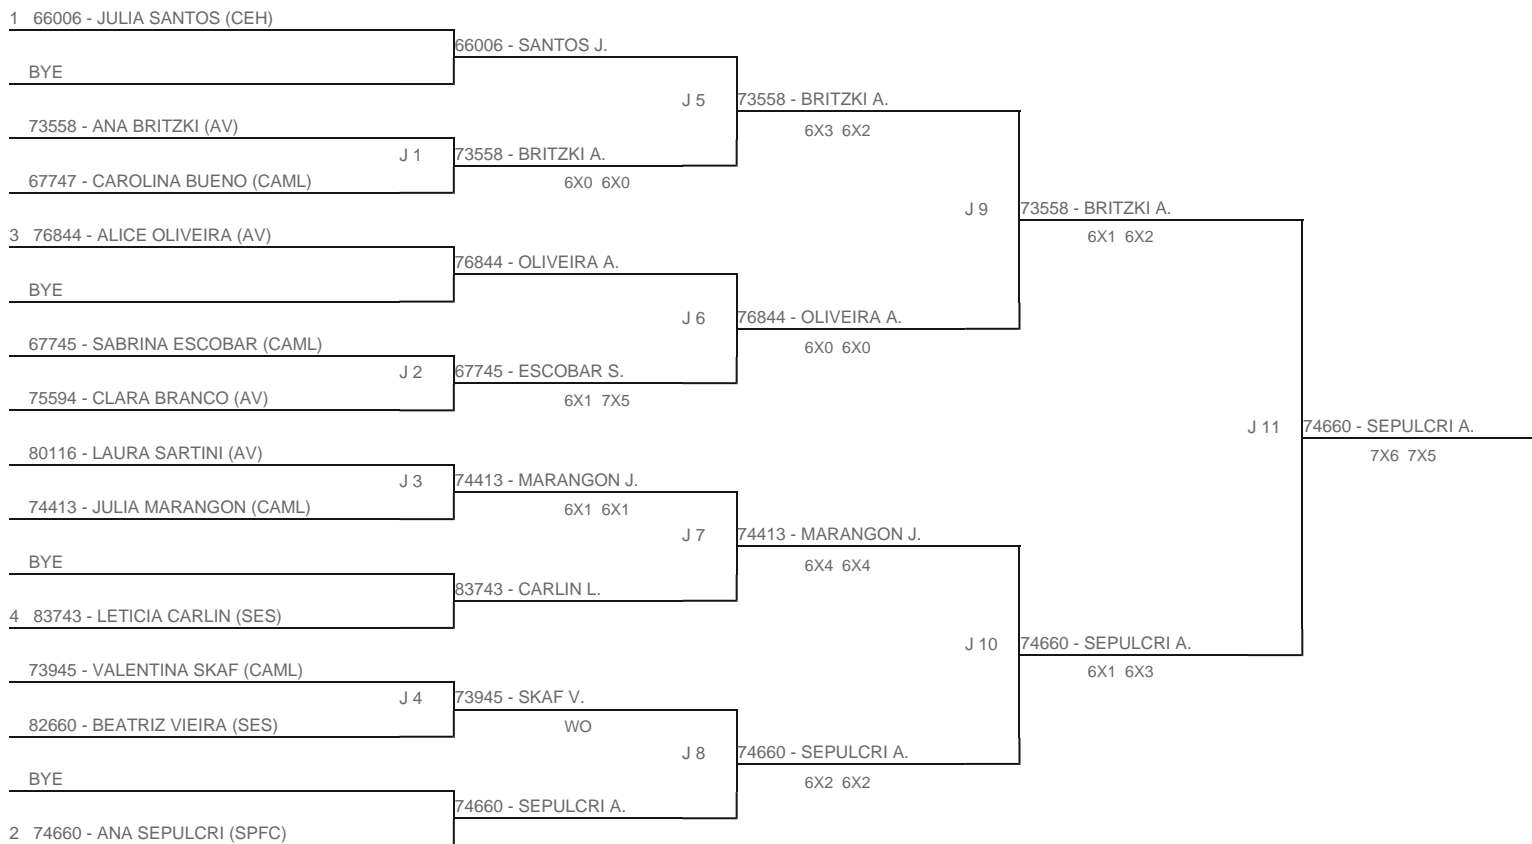 1 66006 - JULIA SANTOS (CEH)
66006 - SANTOS J.
BYE
J 5 73558 - BRITZKI A.
73558 - ANA BRITZKI (AV)
6X3 6X2
J 1 73558 - BRITZKI A.
67747 - CAROLINA BUENO (CAML)
6X0 6X0
J 9 73558 - BRITZKI A.
3 76844 - ALICE OLIVEIRA (AV)
6X1 6X2
76844 - OLIVEIRA A.
BYE
J 6 76844 - OLIVEIRA A.
67745 - SABRINA ESCOBAR (CAML)
6X0 6X0
J 2 67745 - ESCOBAR S.
75594 - CLARA BRANCO (AV)
6X1 7X5
J 11 74660 - SEPULCRI A.
80116 - LAURA SARTINI (AV)
7X6 7X5
J 3 74413 - MARANGON J.
74413 - JULIA MARANGON (CAML)
6X1 6X1
J 7 74413 - MARANGON J.
BYE
6X4 6X4
83743 - CARLIN L.
4 83743 - LETICIA CARLIN (SES)
J 10 74660 - SEPULCRI A.
73945 - VALENTINA SKAF (CAML)
6X1 6X3
J 4 73945 - SKAF V.
82660 - BEATRIZ VIEIRA (SES)
WO
J 8 74660 - SEPULCRI A.
BYE
6X2 6X2
74660 - SEPULCRI A.
2 74660 - ANA SEPULCRI (SPFC)